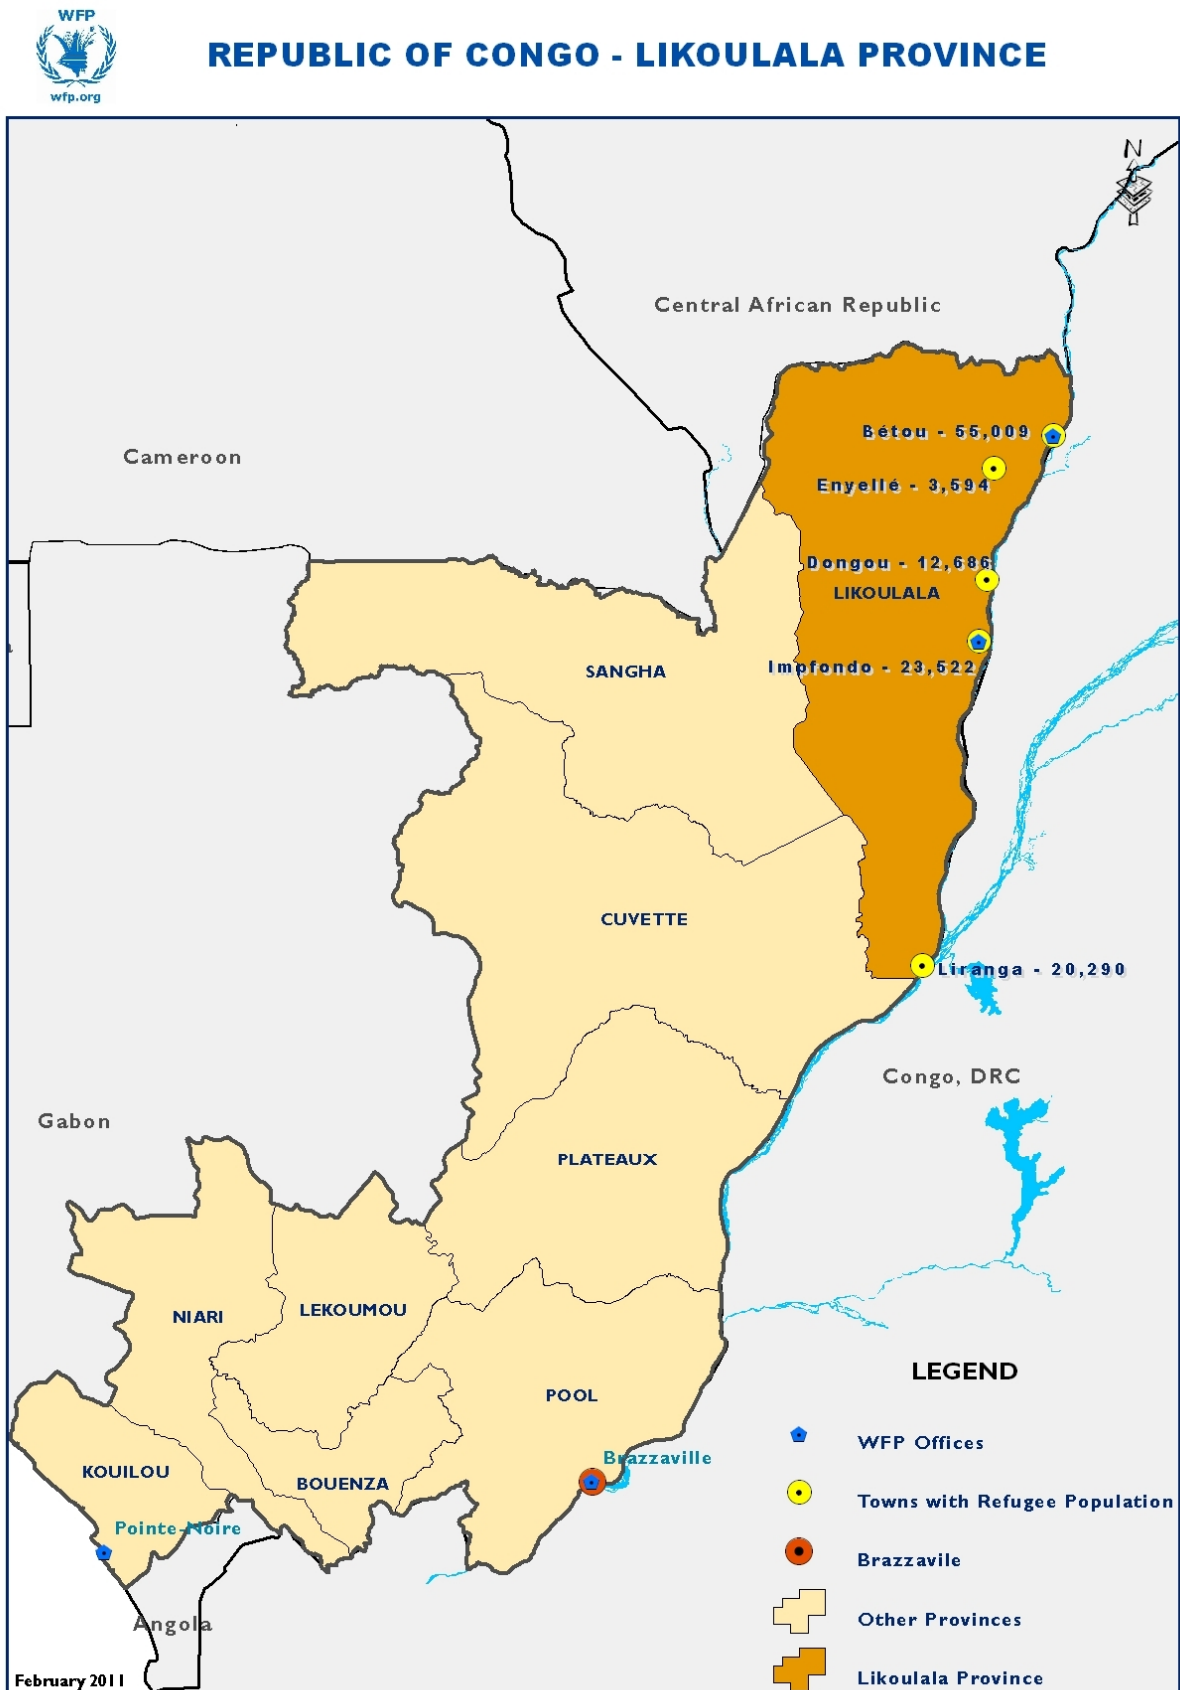 WFP
wfp.org
REPUBLIC OF CONGO - LIKOULALA PROVINCE
N
Central African Republic
Cameroon
Bétou - 55,009
Enyellé - 3,594
Dongou - 12,686
LIKOULALA
Impfondo - 23,522
SANGHA
CUVETTE
Liranga - 20,290
Congo, DRC
Gabon
PLATEAUX
NIARI
LEKOUMOU
POOL
KOUILOU
BOUENZA
Brazzaville
Pointe-Noire
Angola
LEGEND
WFP Offices
Towns with Refugee Population
Brazzavile
Other Provinces
Likoulala Province
February 2011